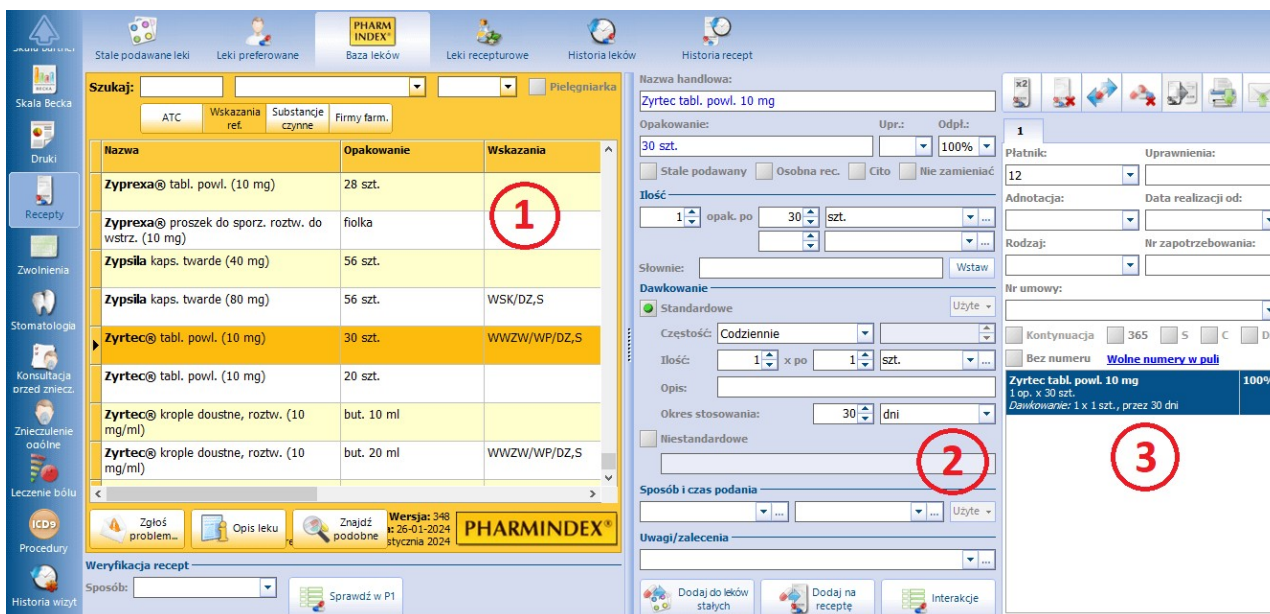 PHARM
INDEX®
Stale podawane leki
Leki preferowane
Baza leków
Leki recepturowe
Historia leków
Historia recept
Skala Becka
Druki
Recepty
Zwolnienia
Stomatologia
Konsultacja
przed zniecz.
Znieczulenie
ogólne
Leczenie bólu
ICD9
Procedury
Historia wizyt
Szukaj:
Pielęgniarka
ATC
Wskazania
ref.
Substancje
czynne
Firmy farm.
Nazwa Opakowanie Wskazania
Zyprexa® tabl. powl. (10 mg) 28 szt.
Zyprexa® proszek do sporz. roztw. do fiolka
wstrz. (10 mg)
Zypsila kaps. twarde (40 mg) 56 szt.
Zypsila kaps. twarde (80 mg) 56 szt. WSK/DZ,S
Zyrtec® tabl. powl. (10 mg) 30 szt. WWZW/WP/DZ,S
Zyrtec® tabl. powl. (10 mg) 20 szt.
Zyrtec® krople doustne, roztw. (10 but. 10 ml
mg/ml)
Zyrtec® krople doustne, roztw. (10 but. 20 ml WWZW/WP/DZ,S
mg/ml)
1
Zgłoś
problem...
Opis leku
Znajdź
podobne
Wersja: 348
26-01-2024
stycznia 2024
PHARMINDEX®
Weryfikacja recept
Sposób:
Sprawdź w P1
Nazwa handlowa:
Zyrtec tabl. powl. 10 mg
Opakowanie: Upr.: Odpł.:
30 szt. 100%
Stale podawany Osobna rec. Cito Nie zamieniać
Ilość
1 opak. po 30 szt.
Słownie: Wstaw
Dawkowanie
Standardowe Użyte
Częstość: Codziennie
Ilość: 1 x po 1 szt.
Opis:
Okres stosowania: 30 dni
Niestandardowe
2
Sposób i czas podania
Użyte
Uwagi/zalecenia
Dodaj do leków
stałych
Dodaj na
receptę
Interakcje
x2
1
Płatnik: Uprawnienia:
12
Adnotacja: Data realizacji od:
Rodzaj: Nr zapotrzebowania:
Nr umowy:
Kontynuacja 365 S C D
Bez numeru Wolne numery w puli
Zyrtec tabl. powl. 10 mg 100%
1 op. x 30 szt.
Dawkowanie: 1 x 1 szt., przez 30 dni
3